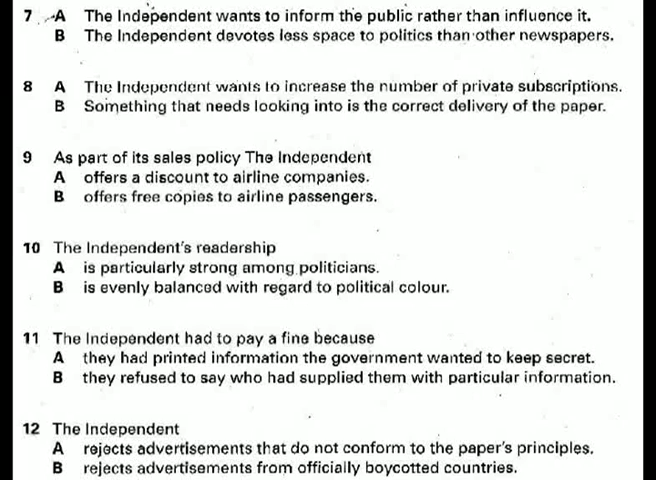 7 A The Independent wants to inform the public rather than influence it.
B The Independent devotes less space to politics than other newspapers.
8 A The Independent wants to increase the number of private subscriptions.
B Something that needs looking into is the correct delivery of the paper.
9 As part of its sales policy The Independent
A offers a discount to airline companies.
B offers free copies to airline passengers.
10 The Independent's readership
A is particularly strong among politicians.
B is evenly balanced with regard to political colour.
11 The Independent had to pay a fine because
A they had printed information the government wanted to keep secret.
B they refused to say who had supplied them with particular information.
12 The Independent
A rejects advertisements that do not conform to the paper's principles.
B rejects advertisements from officially boycotted countries.